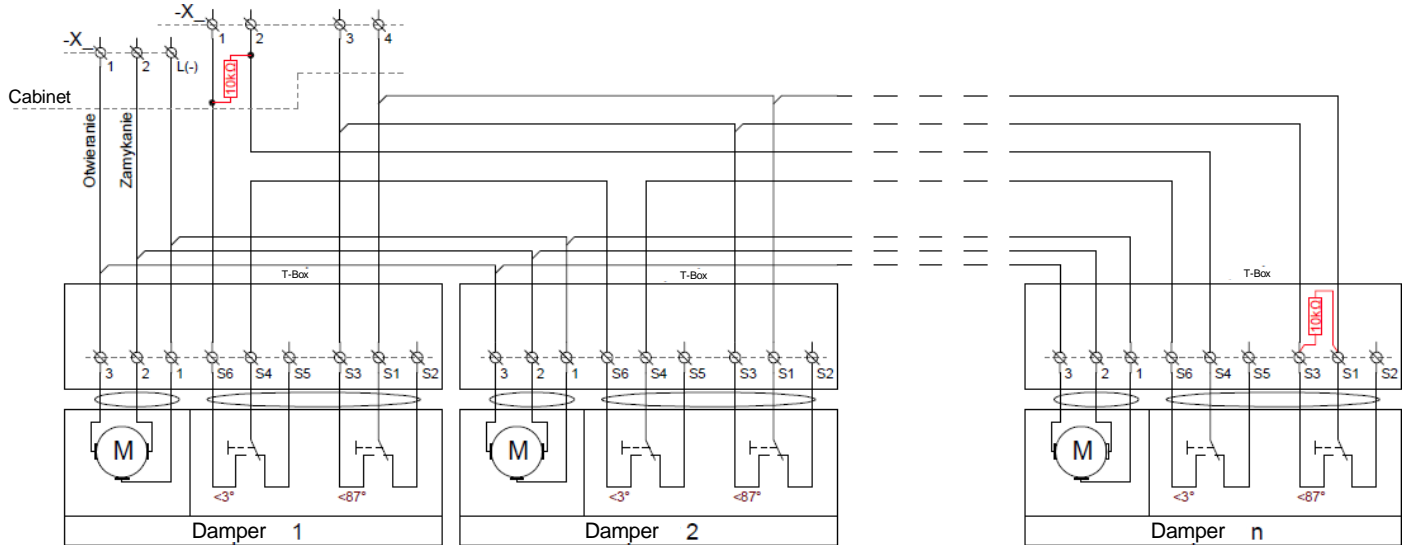 -X_
1 2 3 4
-X_
1 2 L(-)
10kΩ
Cabinet
Otwieranie
Zamykanie
T-Box
T-Box
T-Box
10kΩ
3 2 1 S6 S4 S5 S3 S1 S2
3 2 1 S6 S4 S5 S3 S1 S2
3 2 1 S6 S4 S5 S3 S1 S2
M
<3° <87°
M
<3° <87°
M
<3° <87°
Damper 1
Damper 2
Damper n